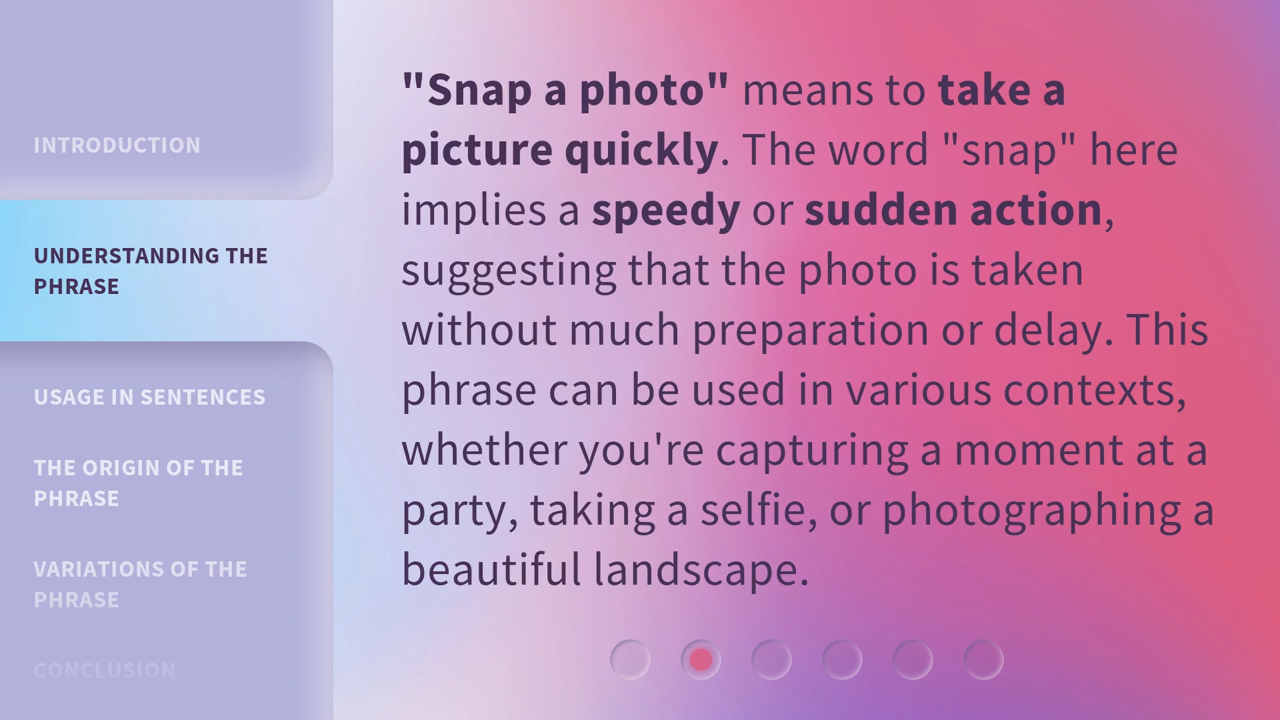 INTRODUCTION
UNDERSTANDING THE
PHRASE
USAGE IN SENTENCES
THE ORIGIN OF THE
PHRASE
VARIATIONS OF THE
PHRASE
CONCLUSION
"Snap a photo" means to take a
picture quickly. The word "snap" here
implies a speedy or sudden action,
suggesting that the photo is taken
without much preparation or delay. This
phrase can be used in various contexts,
whether you're capturing a moment at a
party, taking a selfie, or photographing a
beautiful landscape.